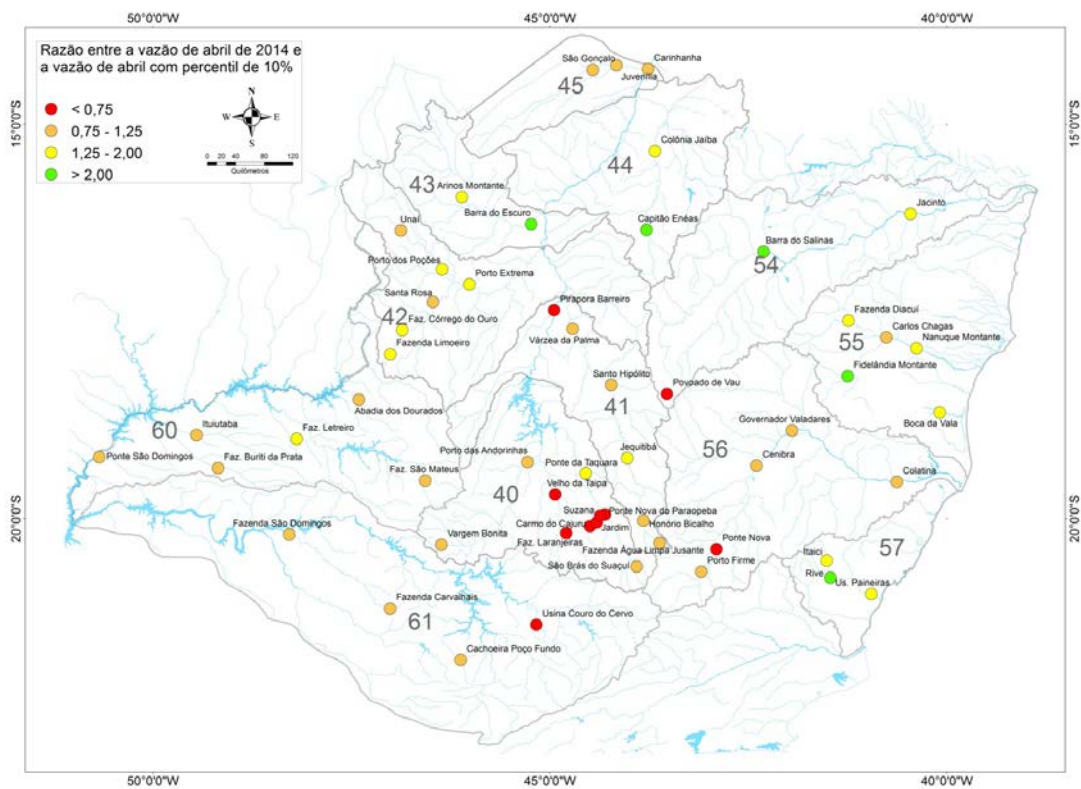 50°0'0"W 45°0'0"W 40°0'0"W
Razão entre a vazão de abril de 2014 e
a vazão de abril com percentil de 10%
< 0,75
0,75 - 1,25
1,25 - 2,00
> 2,00
N
W E
S
0 20 40 60 80 120
Quilômetros
15°0'0"S
15°0'0"S
20°0'0"S
20°0'0"S
São Gonçalo
Carinhanha
Juvenília
45
Colônia Jaíba
44
43
Arinos Montante
Barra do Escuro
Capitão Enéas
Jacinto
Unaí
Barra do Salinas
54
Porto dos Poções
Porto Extrema
Santa Rosa
Pirapora Barreiro
42
Faz. Córrego do Ouro
Fazenda Limoeiro
Várzea da Palma
Fazenda Diacuí
Carlos Chagas
55
Nanuque Montante
Fidelândia Montante
Santo Hipólito
Povoado de Vau
41
Abadia dos Dourados
Boca da Vala
Governador Valadares
60
Ituiutaba
Faz. Letreiro
Jequitibá
56
Ponte São Domingos
Faz. Buriti da Prata
Porto das Andorinhas
Ponte da Taquara
Cenibra
Faz. São Mateus
Velho da Taipa
Colatina
40
Suzana
Ponte Nova do Paraopeba
Fazenda São Domingos
Carmo do Cajuru
Jardim
Honório Bicalho
Vargem Bonita
Faz. Laranjeiras
Ponte Nova
57
Fazenda Água Limpa Jusante
Itaici
São Brás do Suaçuí
Porto Firme
Rive
Us. Paineiras
Fazenda Carvalhais
61
Usina Couro do Cervo
Cachoeira Poço Fundo
50°0'0"W 45°0'0"W 40°0'0"W